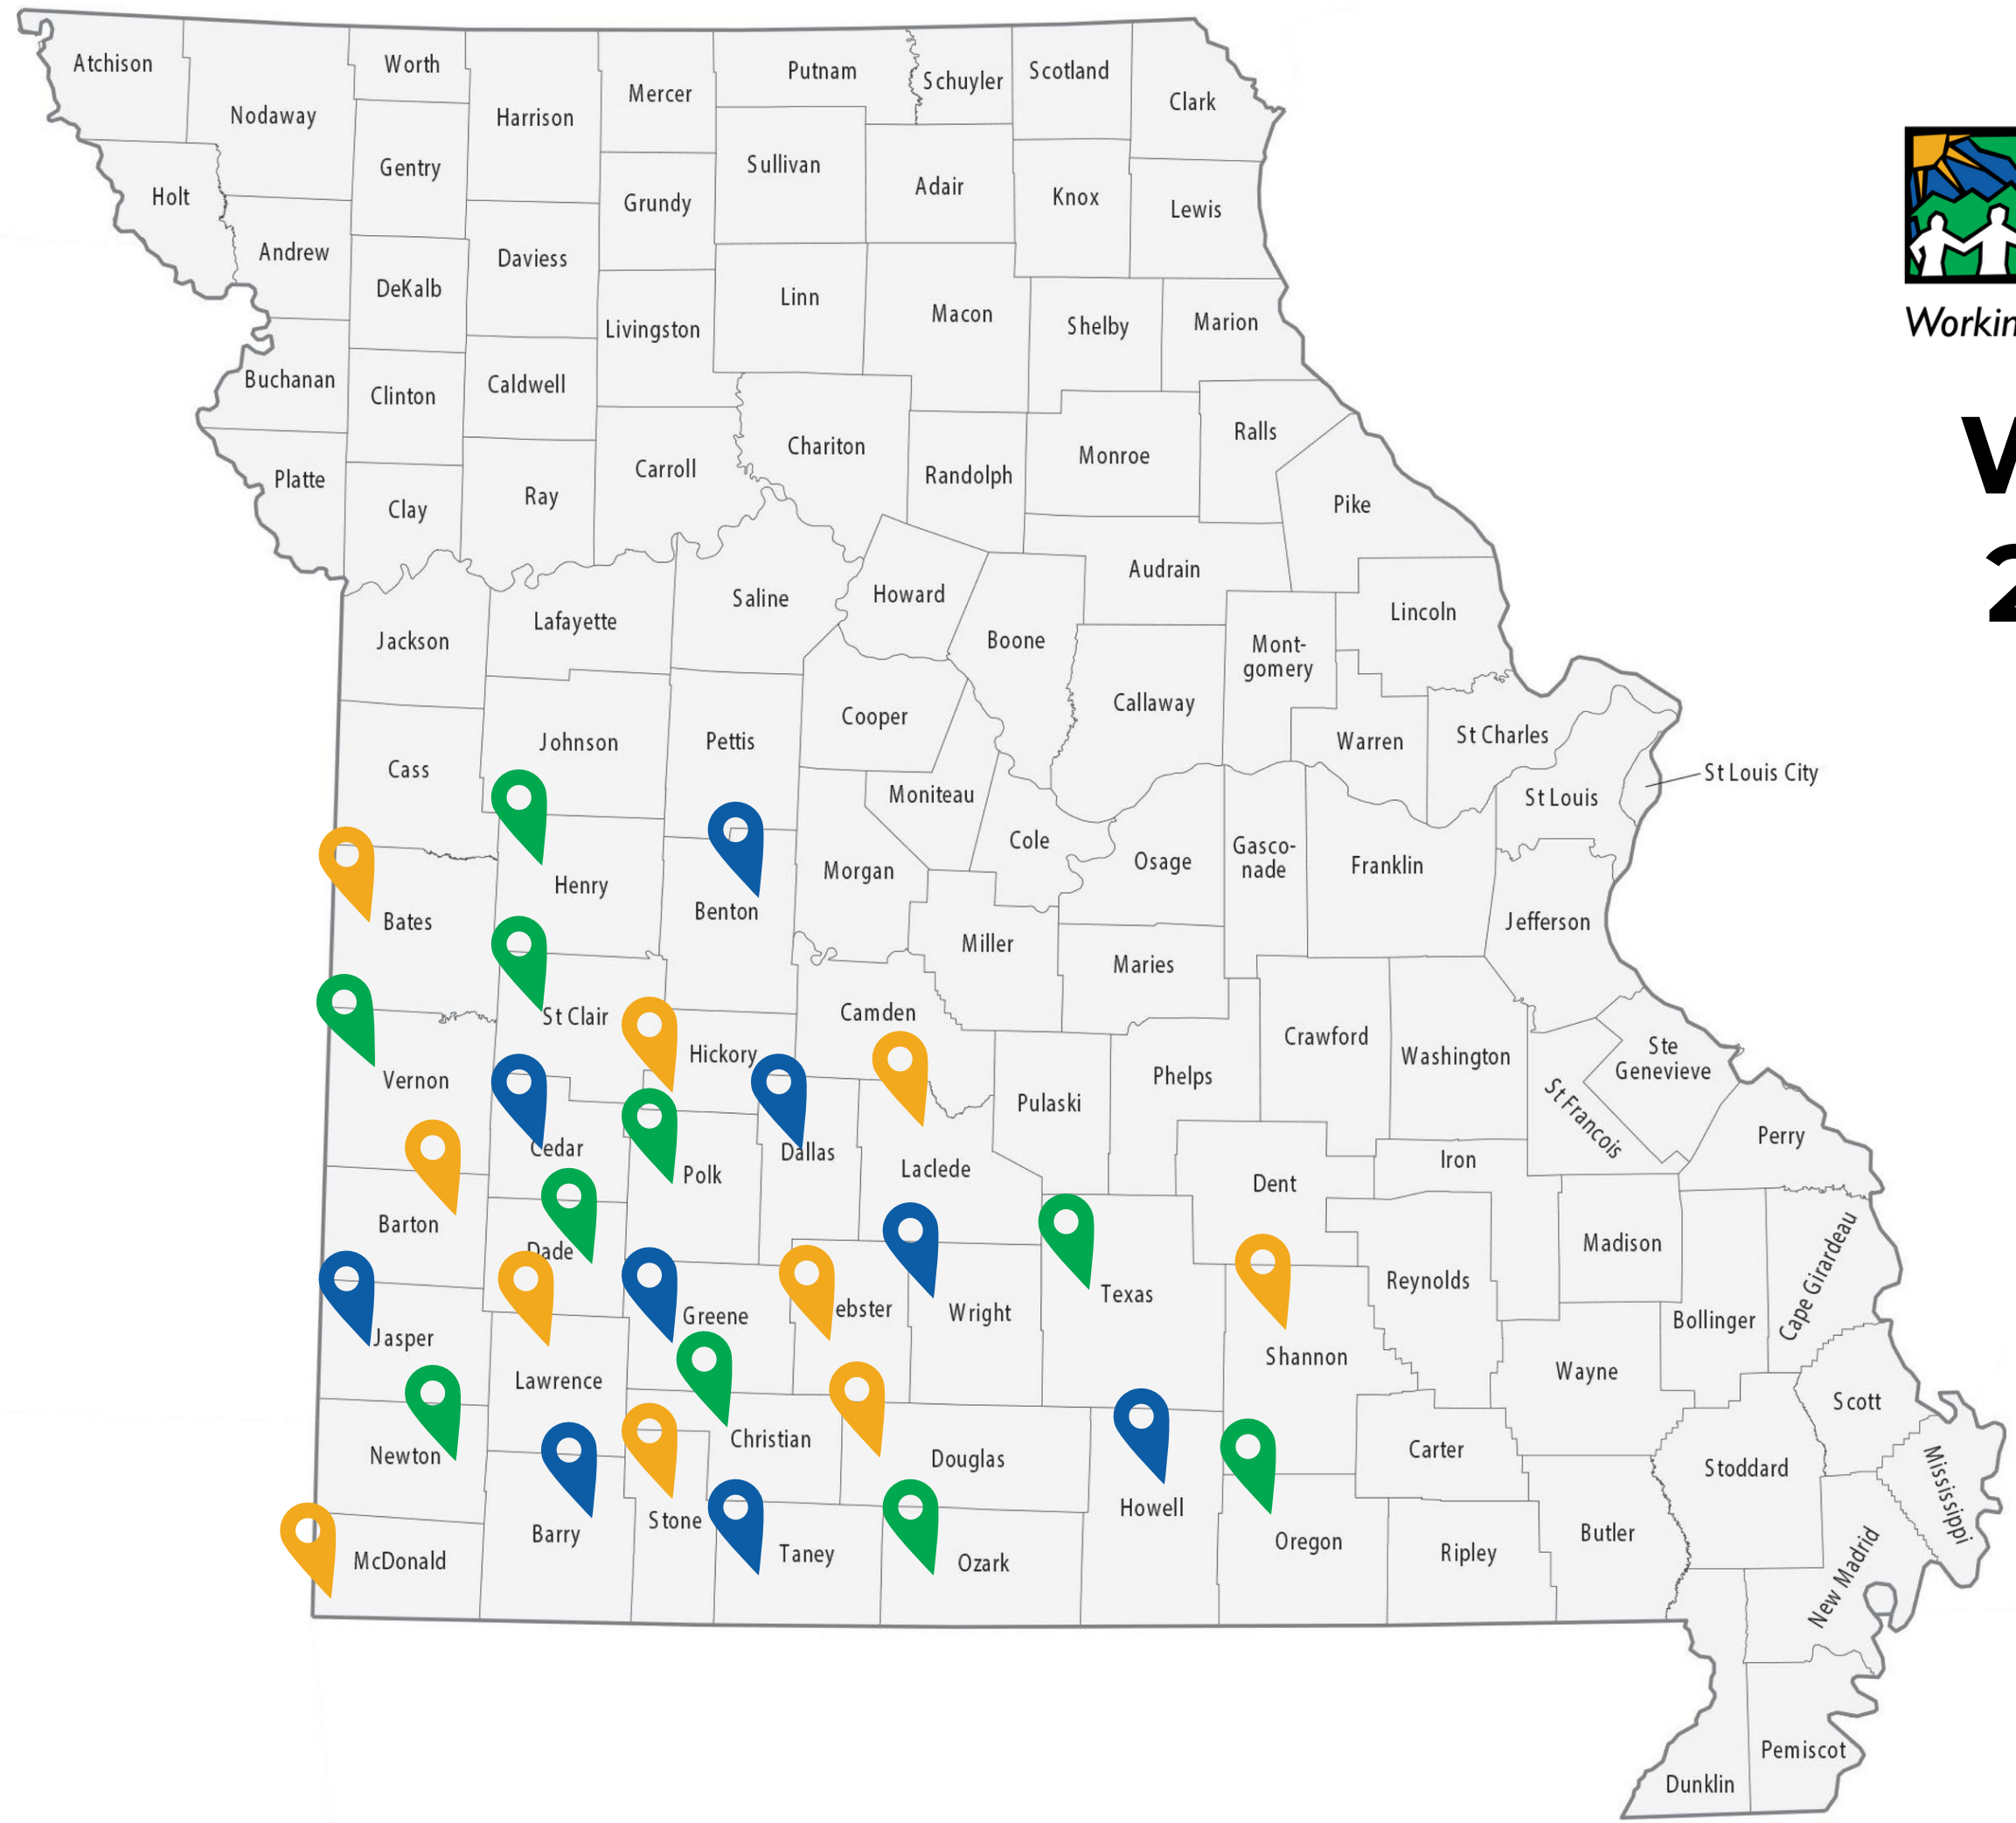 Atchison
Nodaway
Worth
Harrison
Mercer
Putnam
Schuyler
Scotland
Clark
Holt
Gentry
Grundy
Sullivan
Adair
Knox
Lewis
Andrew
DeKalb
Daviess
Livingston
Linn
Macon
Shelby
Marion
Workin
Buchanan
Clinton
Caldwell
Carroll
Chariton
Randolph
Monroe
Ralls
Pike
V
2
Platte
Clay
Ray
Jackson
Lafayette
Saline
Howard
Boone
Audrain
Lincoln
Mont-
gomery
Callaway
Warren
St Charles
St Louis City
St Louis
Cass
Johnson
Pettis
Cooper
Moniteau
Cole
Osage
Gasco-
nade
Franklin
Jefferson
Bates
Henry
Benton
Morgan
Miller
Maries
Camden
St Clair
Hickory
Vernon
Pulaski
Phelps
Crawford
Washington
Ste
Genevieve
St Francois
Perry
Cedar
Polk
Dallas
Laclede
Dent
Iron
Madison
Barton
Dade
Greene
ebster
Wright
Texas
Reynolds
Shannon
Bollinger
Cape Girardeau
Jasper
Lawrence
Wayne
Scott
Newton
Christian
Douglas
Carter
Stoddard
Mississippi
McDonald
Barry
Stone
Taney
Ozark
Howell
Oregon
Ripley
Butler
New Madrid
Dunklin
Pemiscot